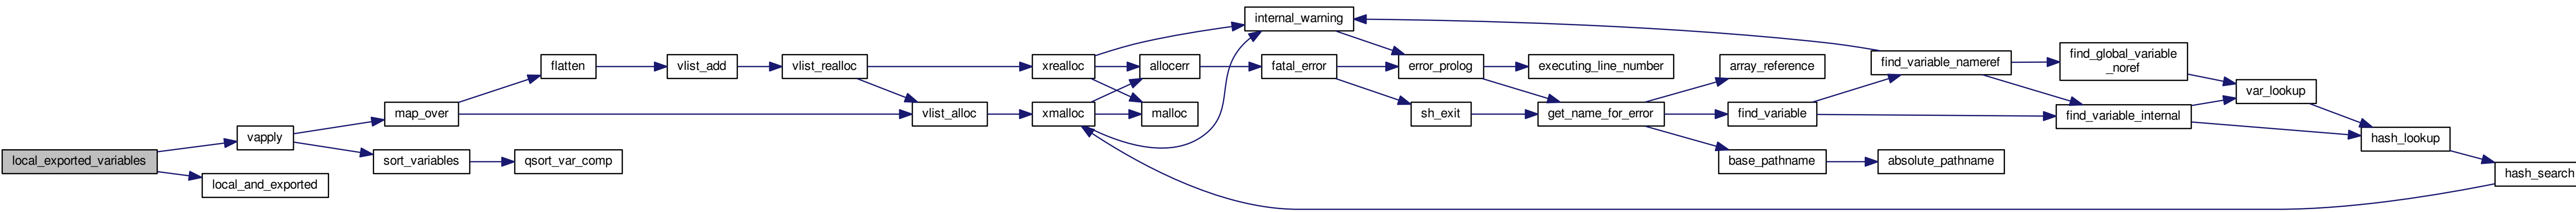 local_exported_variables
vapply
local_and_exported
map_over
sort_variables
flatten
qsort_var_comp
vlist_add
vlist_realloc
vlist_alloc
xrealloc
xmalloc
allocerr
malloc
internal_warning
fatal_error
error_prolog
sh_exit
executing_line_number
get_name_for_error
array_reference
find_variable
base_pathname
find_variable_nameref
absolute_pathname
find_global_variable
_noref
find_variable_internal
var_lookup
hash_lookup
hash_search